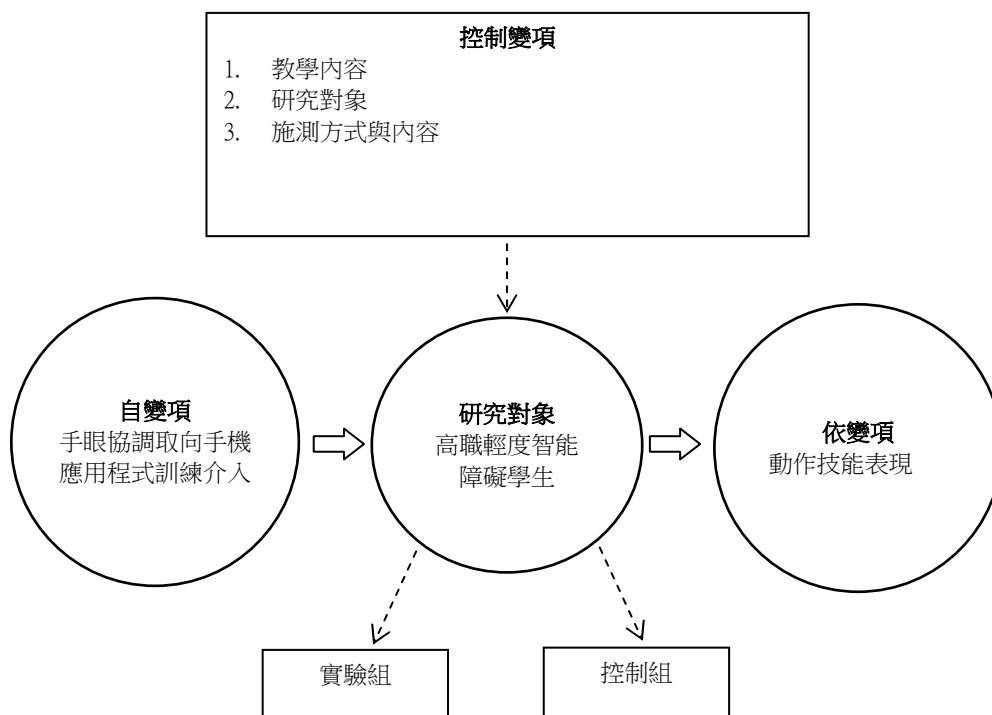 控制變項
1. 教學內容
2. 研究對象
3. 施測方式與內容
自變項
手眼協調取向手機
應用程式訓練介入
研究對象
高職輕度智能
障礙學生
依變項
動作技能表現
實驗組
控制組